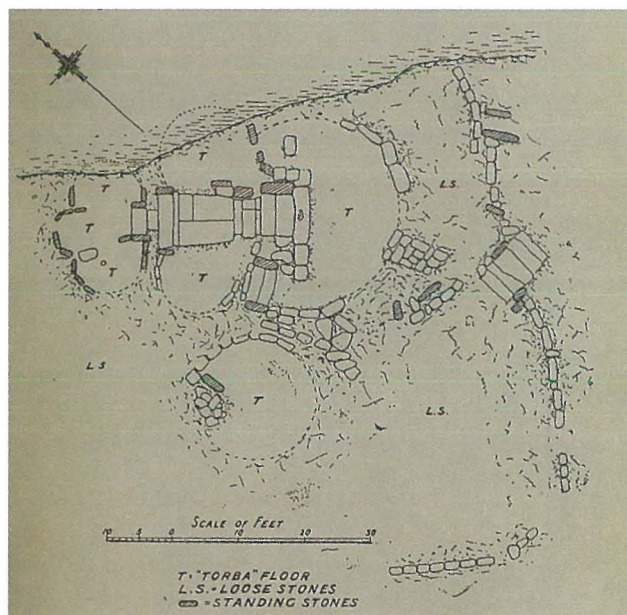 T
T
T
T
T
L.S.
T
L.S
T
L.S.
SCALE OF FEET
10 5 0 10 20 30
T="TORBA" FLOOR
L.S.=LOOSE STONES
=STANDING STONES